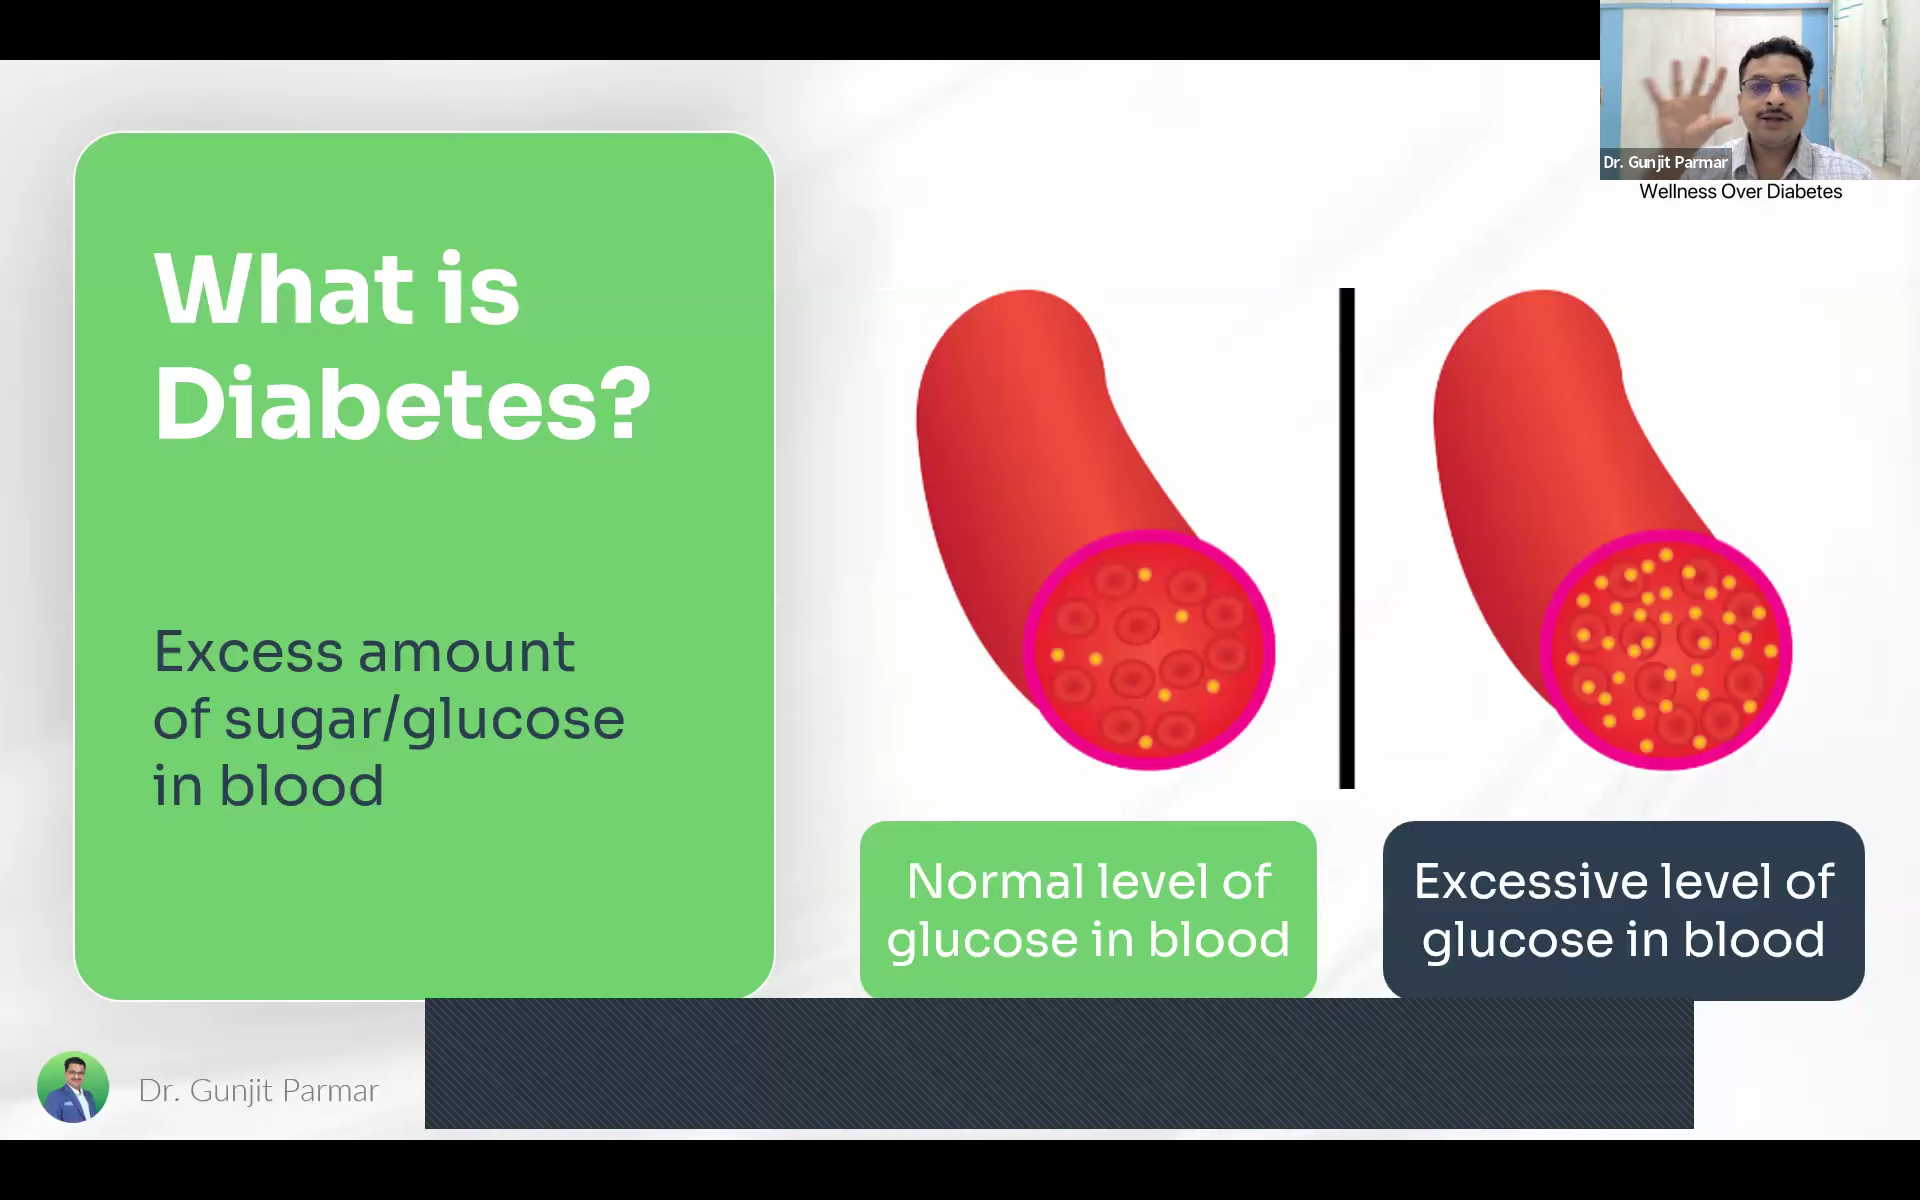 Dr. Gunjit Parmar
Wellness Over Diabetes
What is
Diabetes?
Excess amount
of sugar/glucose
in blood
Normal level of
glucose in blood
Excessive level of
glucose in blood
Dr. Gunjit Parmar